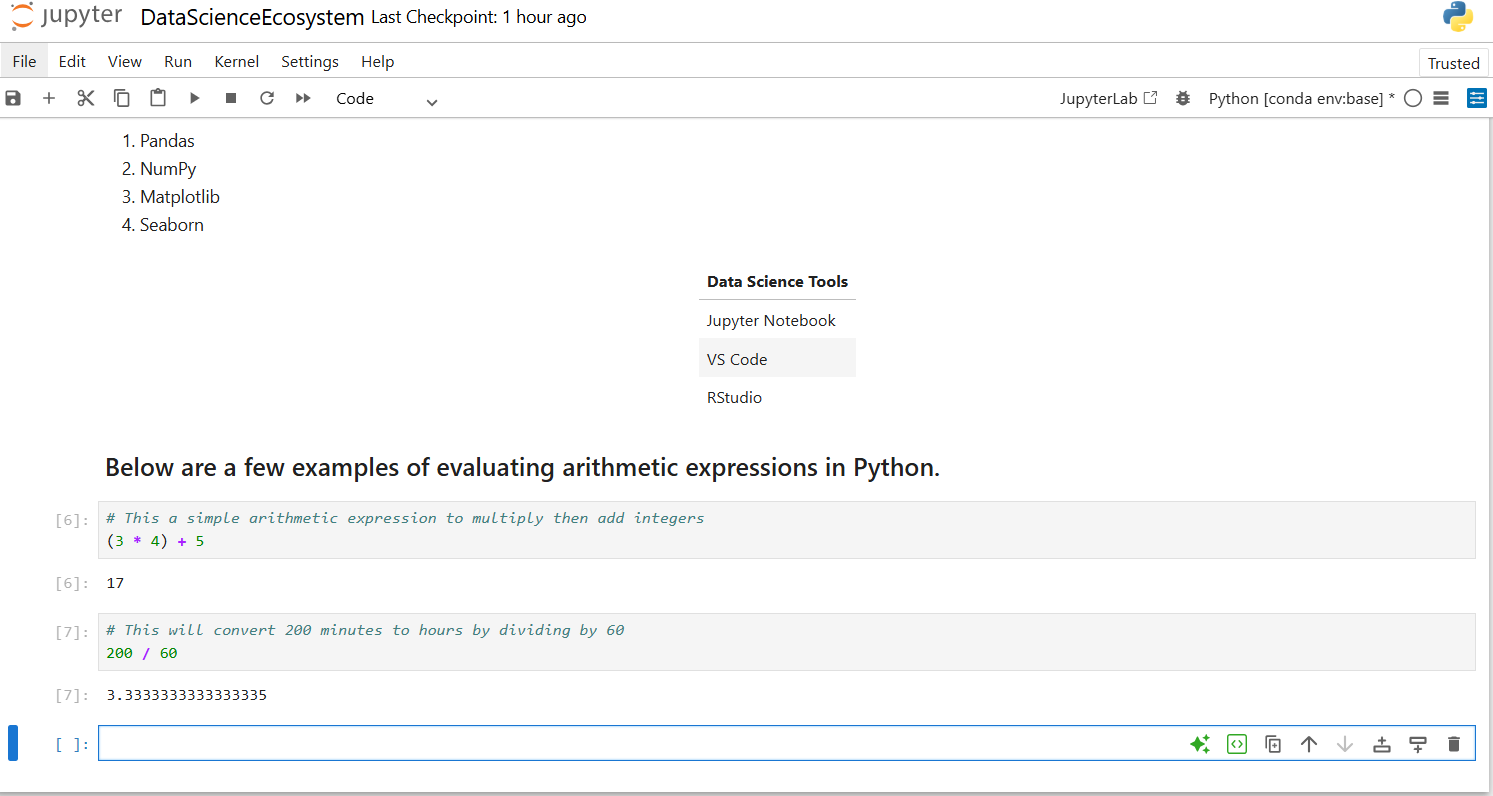 jupyter DataScienceEcosystem Last Checkpoint: 1 hour ago
File Edit View Run Kernel Settings Help Trusted
Code JupyterLab Python [conda env:base] *
1. Pandas
2. NumPy
3. Matplotlib
4. Seaborn
Data Science Tools
Jupyter Notebook
VS Code
RStudio
Below are a few examples of evaluating arithmetic expressions in Python.
[6]: # This a simple arithmetic expression to multiply then add integers
(3 * 4) + 5
[6]: 17
[7]: # This will convert 200 minutes to hours by dividing by 60
200 / 60
[7]: 3.3333333333333335
[ ]: